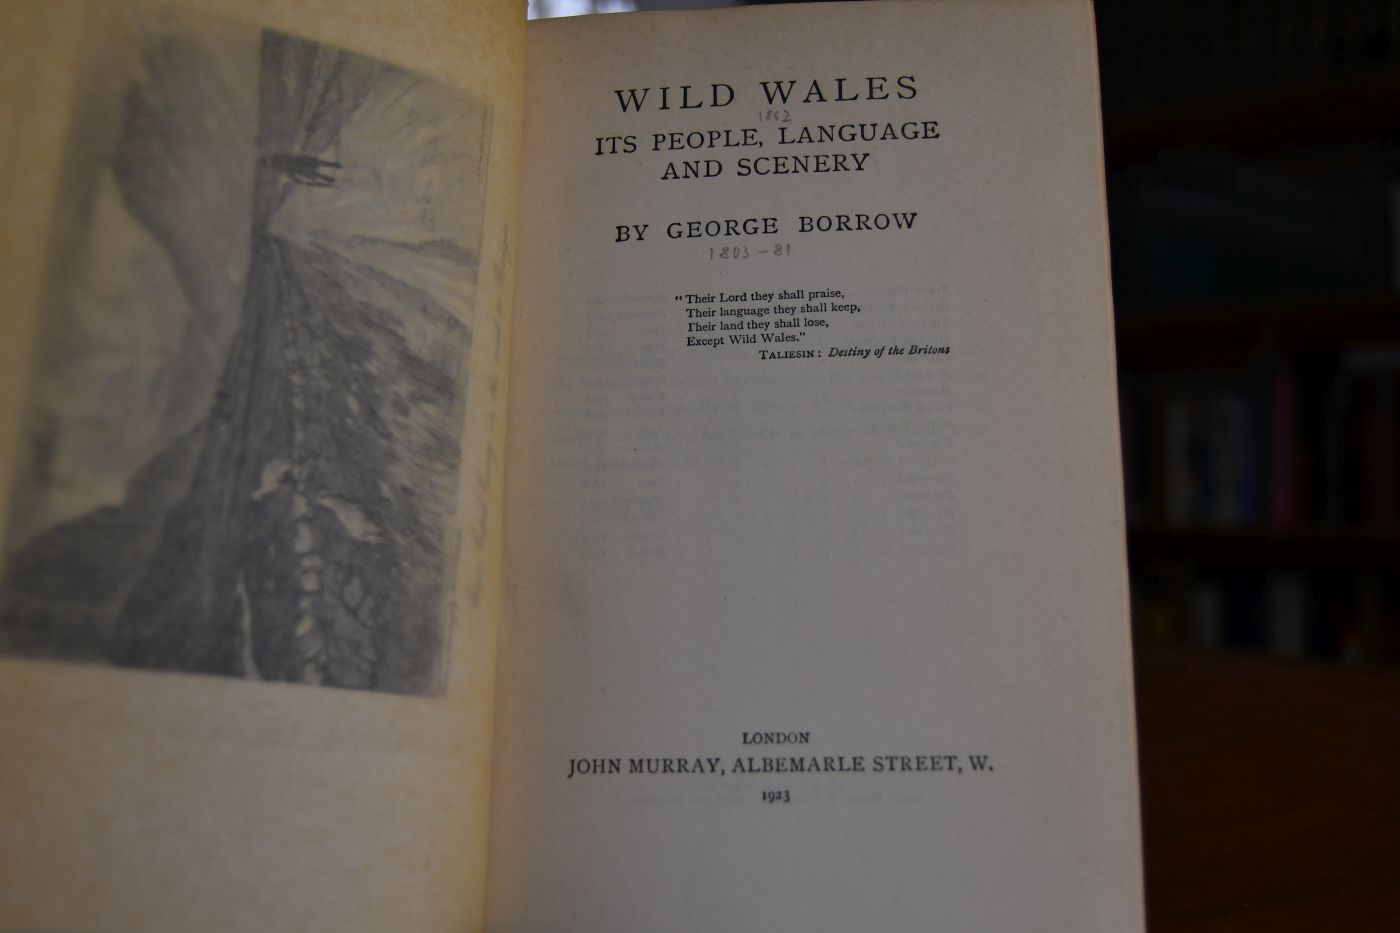 WILD WALES
1862
ITS PEOPLE, LANGUAGE
AND SCENERY
BY GEORGE BORROW
1803-81
"Their Lord they shall praise,
Their language they shall keep,
Their land they shall lose,
Except Wild Wales."
TALIESIN: Destiny of the Britons
LONDON
JOHN MURRAY, ALBEMARLE STREET, W.
1923